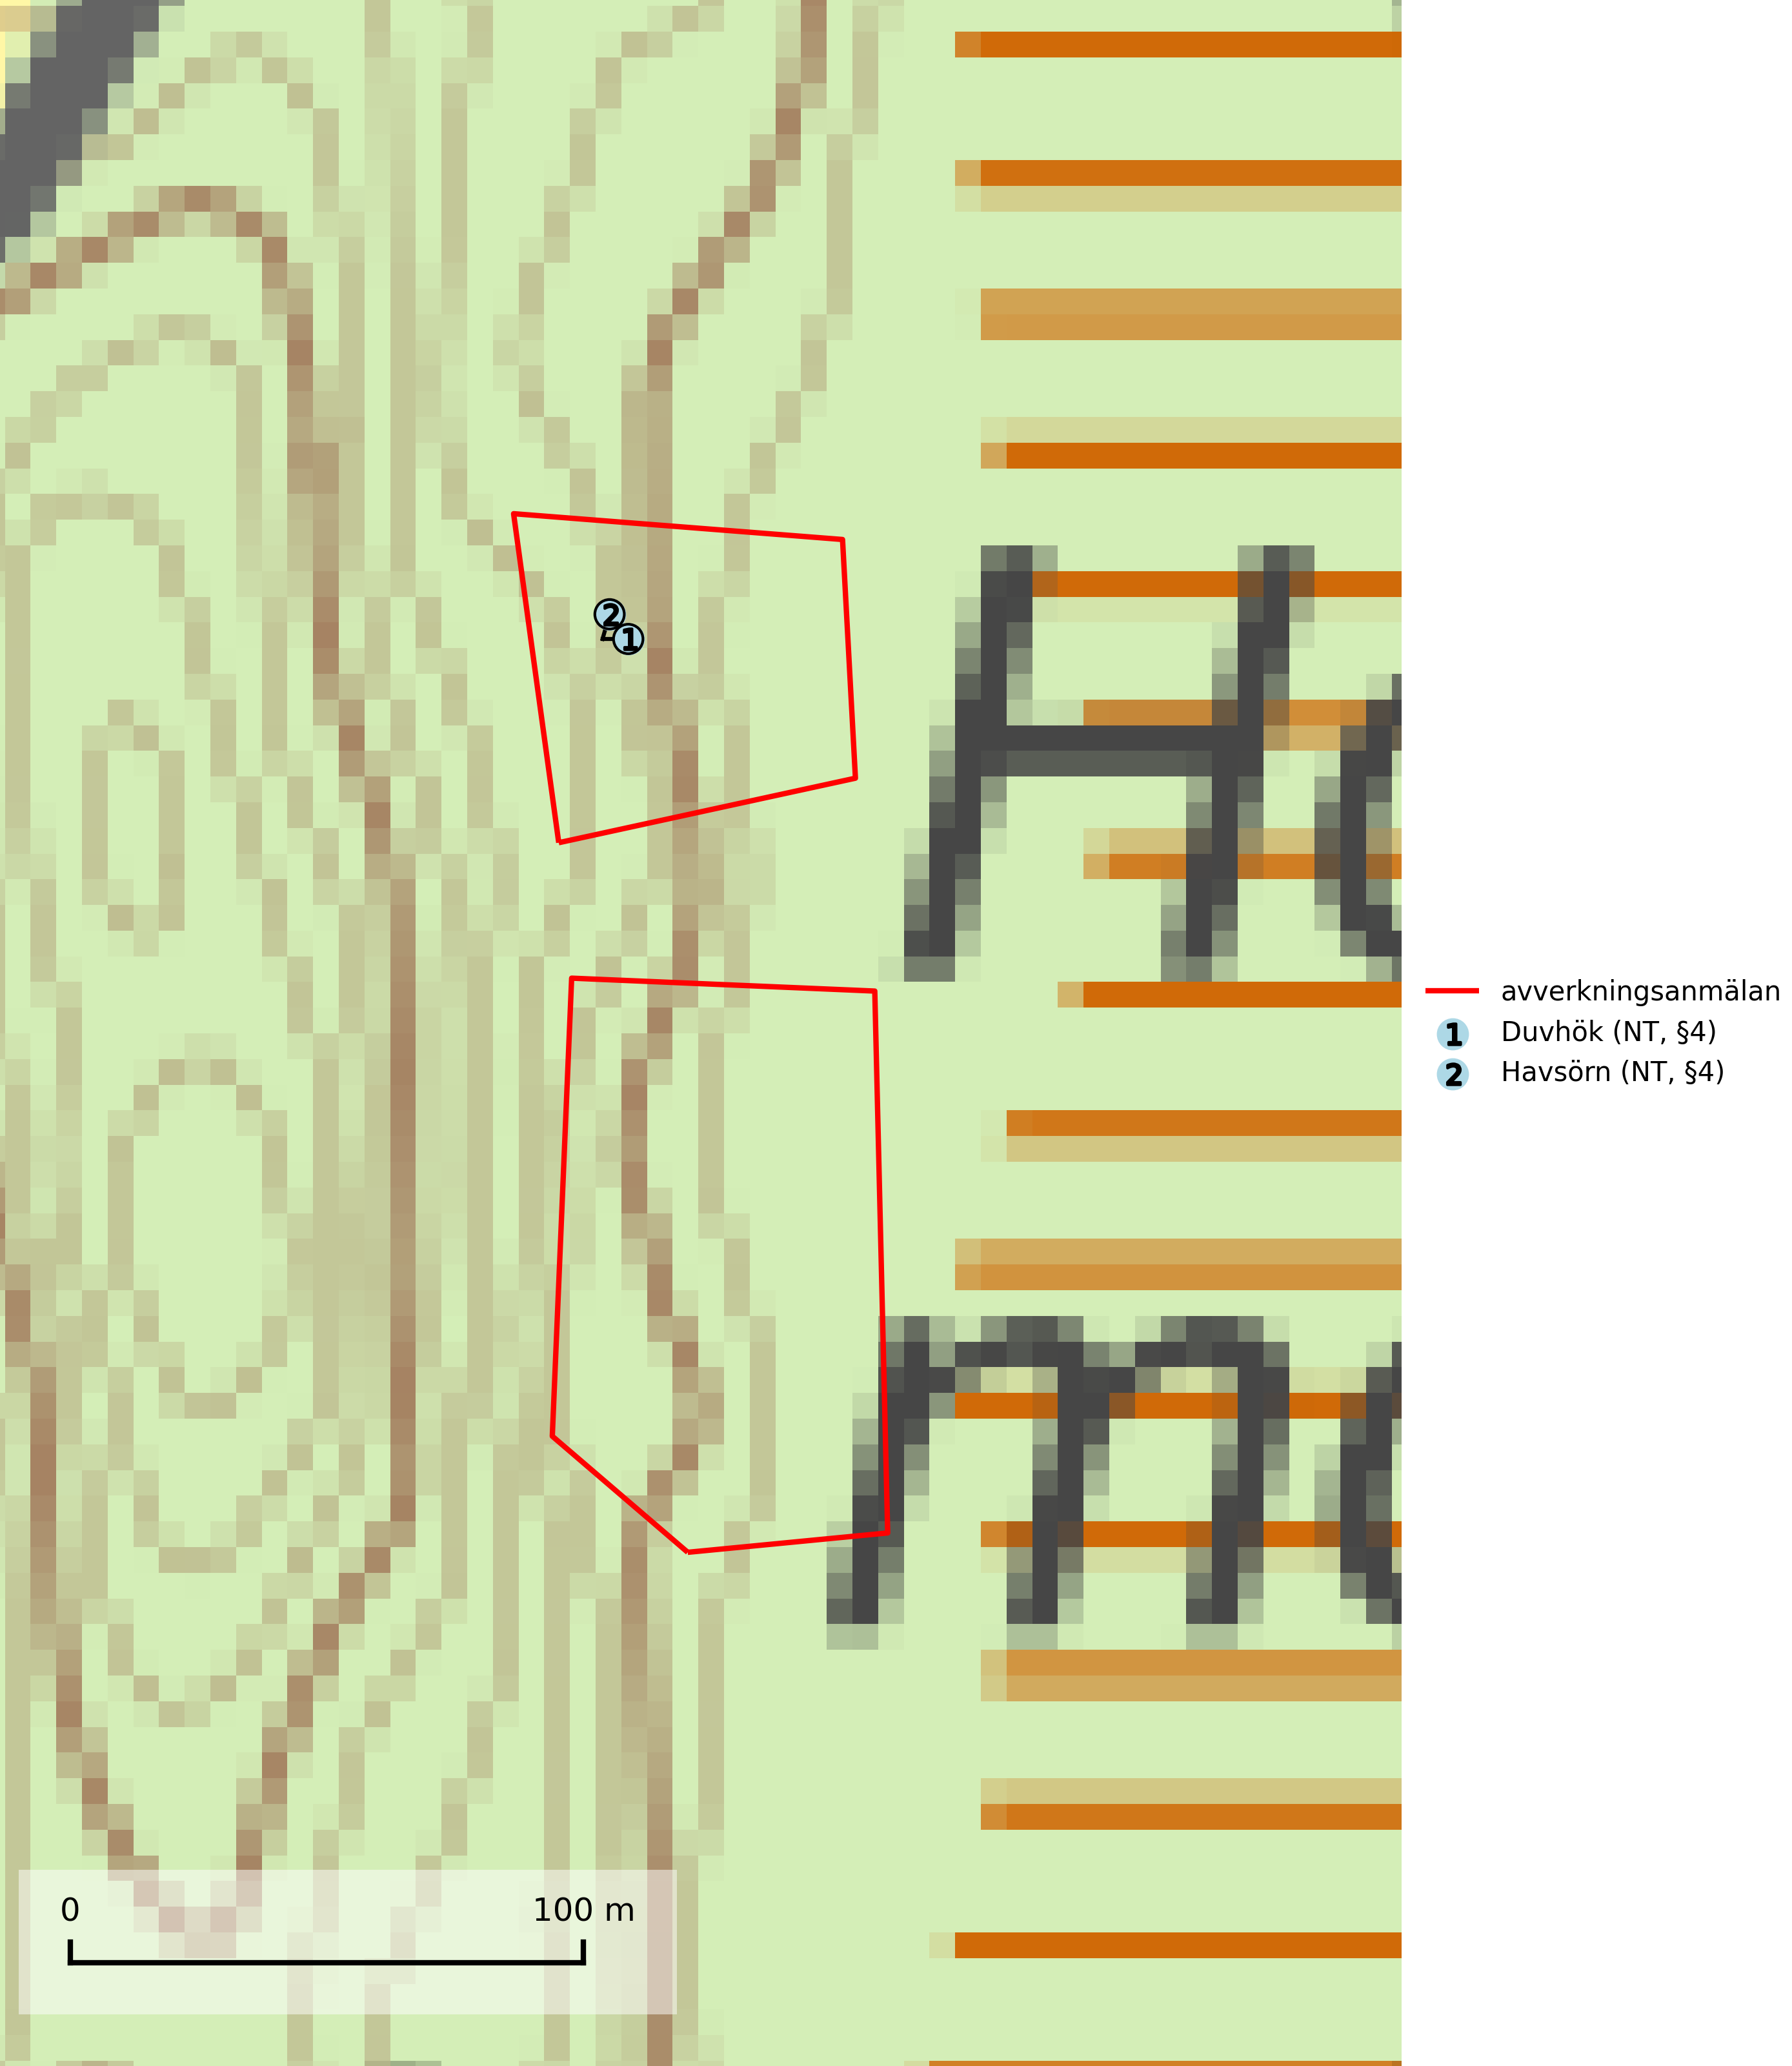 2
1
avverkningsanmälan
1 Duvhök (NT, §4)
2 Havsörn (NT, §4)
0 100 m